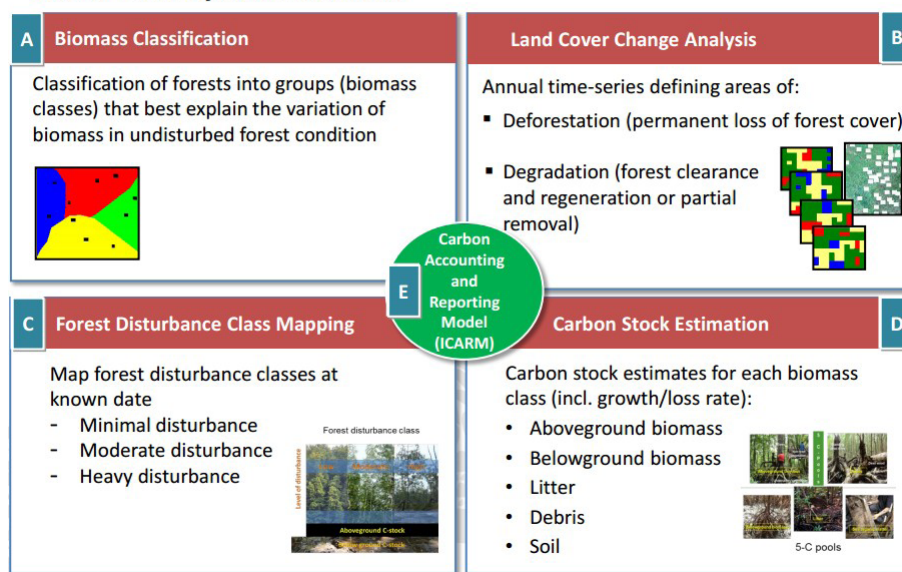 A
Biomass Classification
Classification of forests into groups (biomass
classes) that best explain the variation of
biomass in undisturbed forest condition
Land Cover Change Analysis
B
Annual time-series defining areas of:
▪ Deforestation (permanent loss of forest cover)
▪ Degradation (forest clearance
and regeneration or partial
removal)
E
Carbon
Accounting
and
Reporting
Model
(ICARM)
C
Forest Disturbance Class Mapping
Map forest disturbance classes at
known date
- Minimal disturbance
- Moderate disturbance
- Heavy disturbance
Forest disturbance class
Level of disturbance
Aboveground C-stock
Carbon Stock Estimation
D
Carbon stock estimates for each biomass
class (incl. growth/loss rate):
• Aboveground biomass
• Belowground biomass
• Litter
• Debris
• Soil
5-C pools